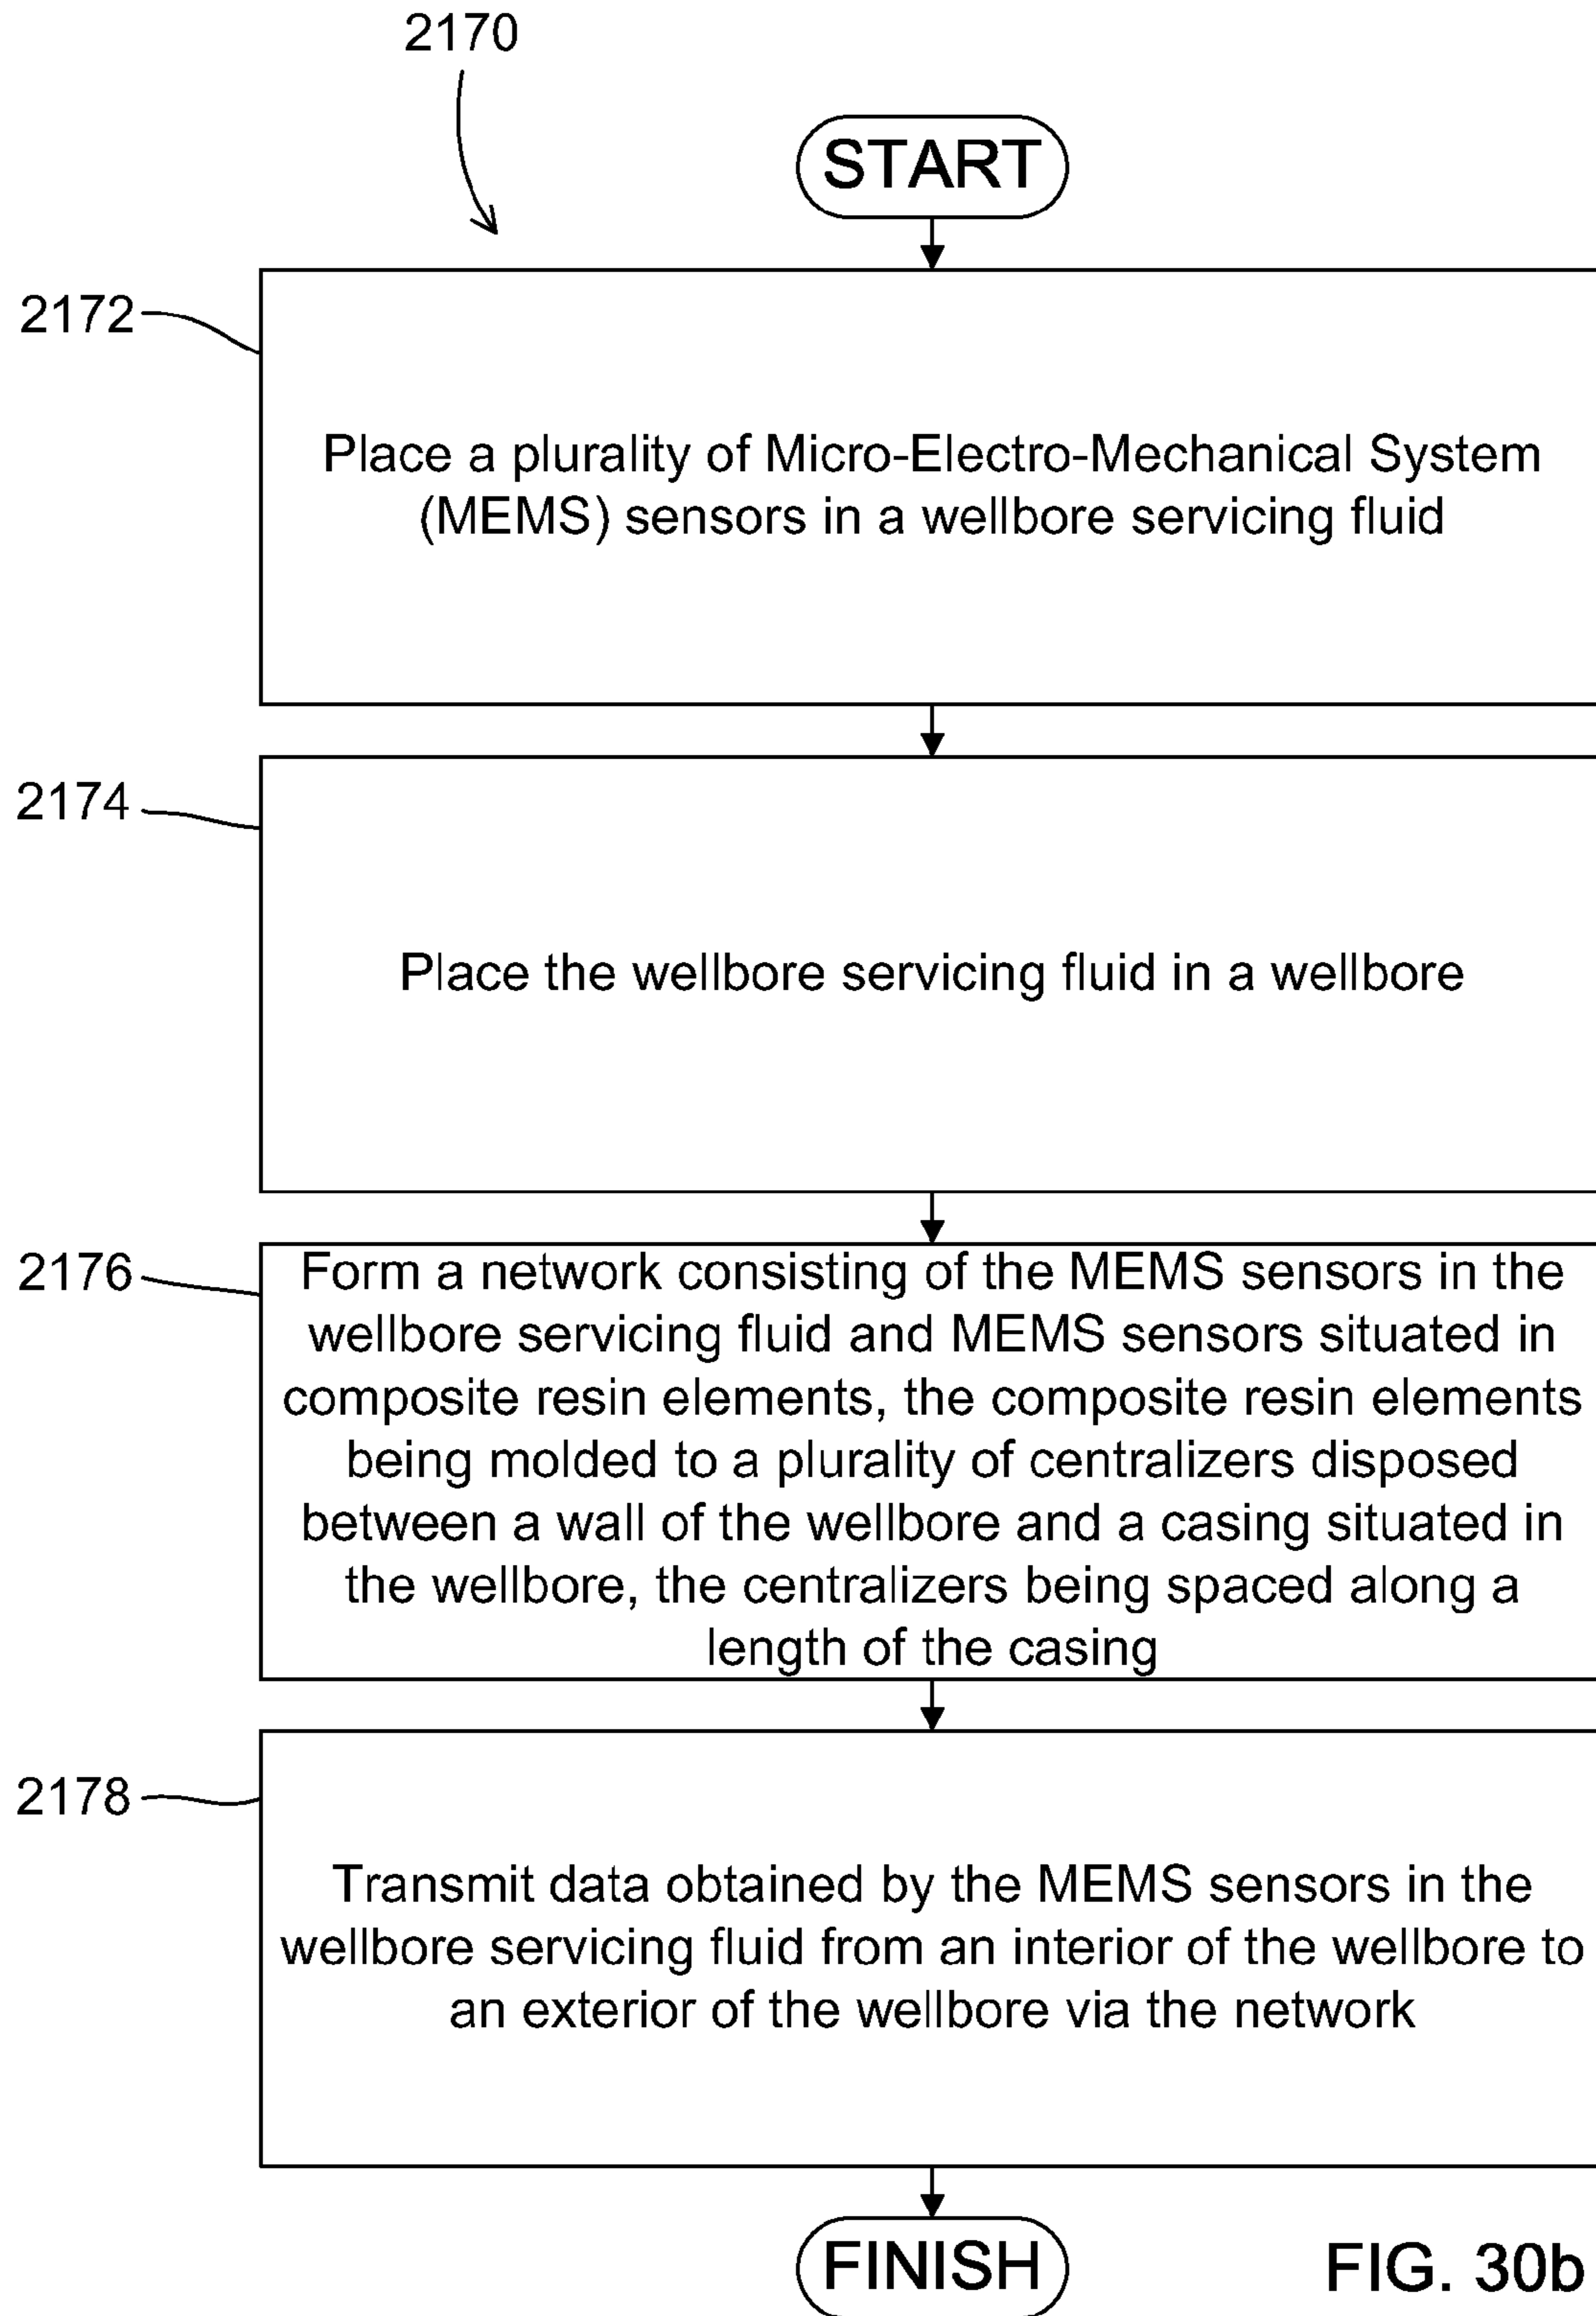 2170
START
2172
Place a plurality of Micro-Electro-Mechanical System
(MEMS) sensors in a wellbore servicing fluid
2174
Place the wellbore servicing fluid in a wellbore
2176
Form a network consisting of the MEMS sensors in the
wellbore servicing fluid and MEMS sensors situated in
composite resin elements, the composite resin elements
being molded to a plurality of centralizers disposed
between a wall of the wellbore and a casing situated in
the wellbore, the centralizers being spaced along a
length of the casing
2178
Transmit data obtained by the MEMS sensors in the
wellbore servicing fluid from an interior of the wellbore to
an exterior of the wellbore via the network
FINISH
FIG. 30b